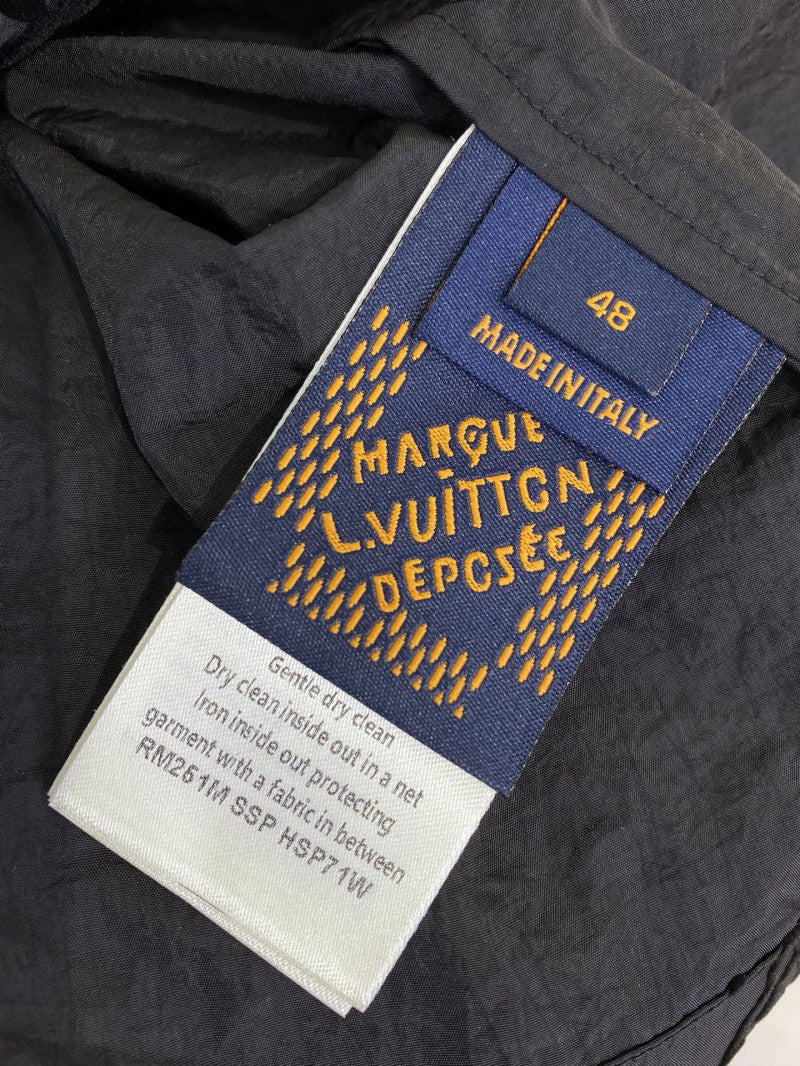 48
MADE IN ITALY
MARQUE
L.VUITTON
DEPOSÉE
Gentle dry clean
Dry clean inside out in a net
Iron inside out protecting
garment with a fabric in between
RM251M SSP HSP71W